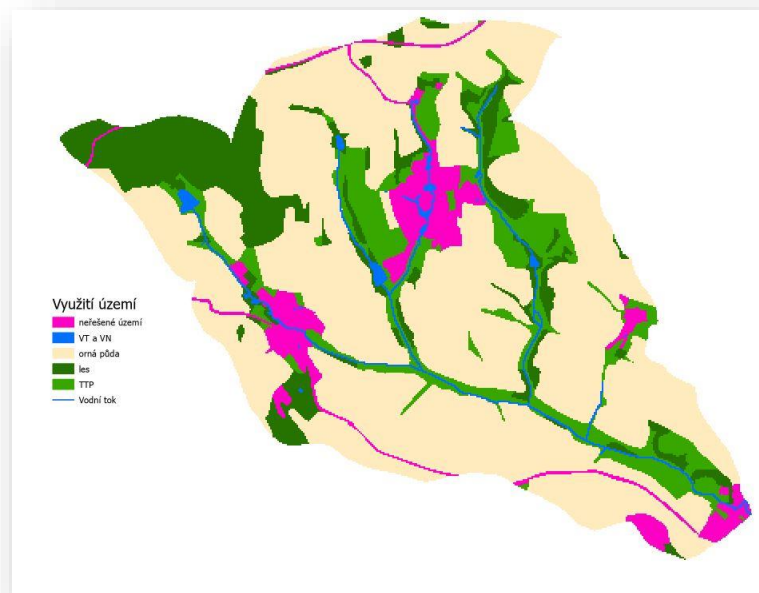 Využití území
neřešené území
VT a VN
orná půda
les
TTP
Vodní tok